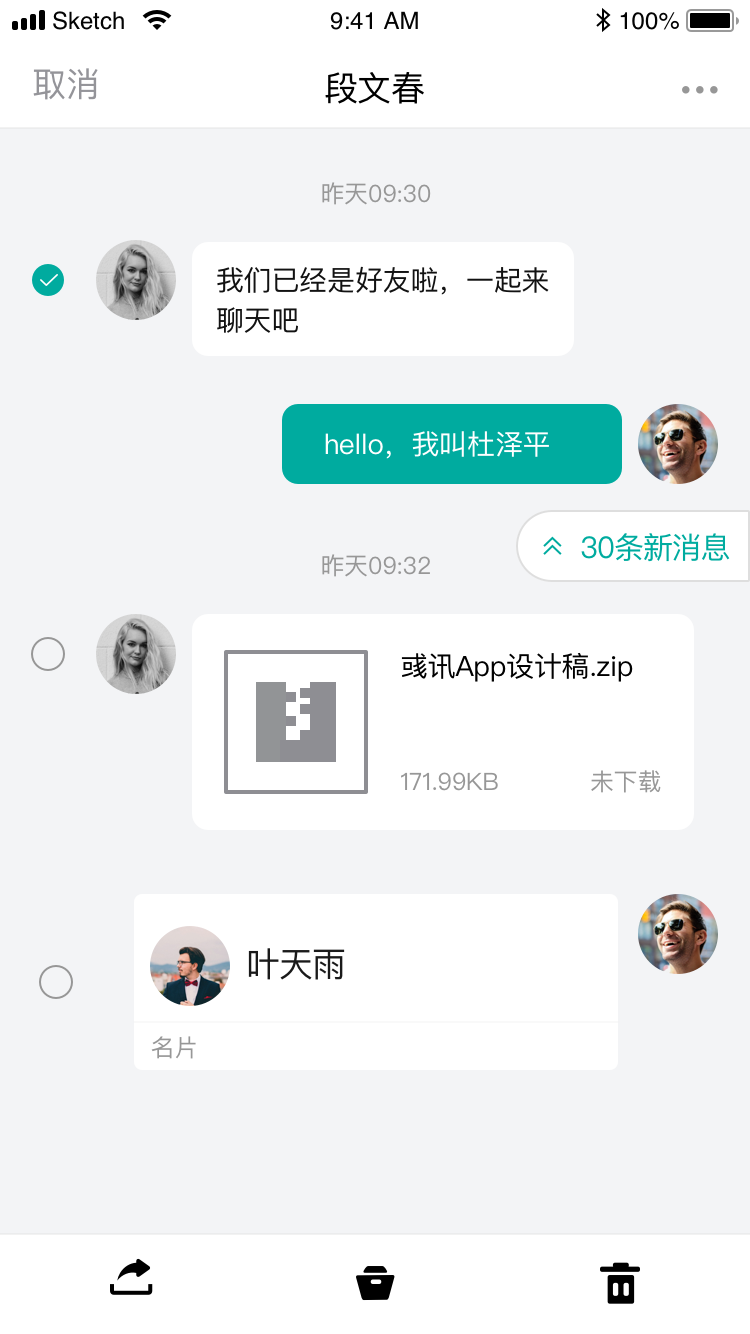 Sketch 9:41 AM 100%
取消 段文春
昨天09:30
我们已经是好友啦，一起来
聊天吧
hello，我叫杜泽平
30条新消息
昨天09:32
彧讯App设计稿.zip
171.99KB 未下载
叶天雨
名片